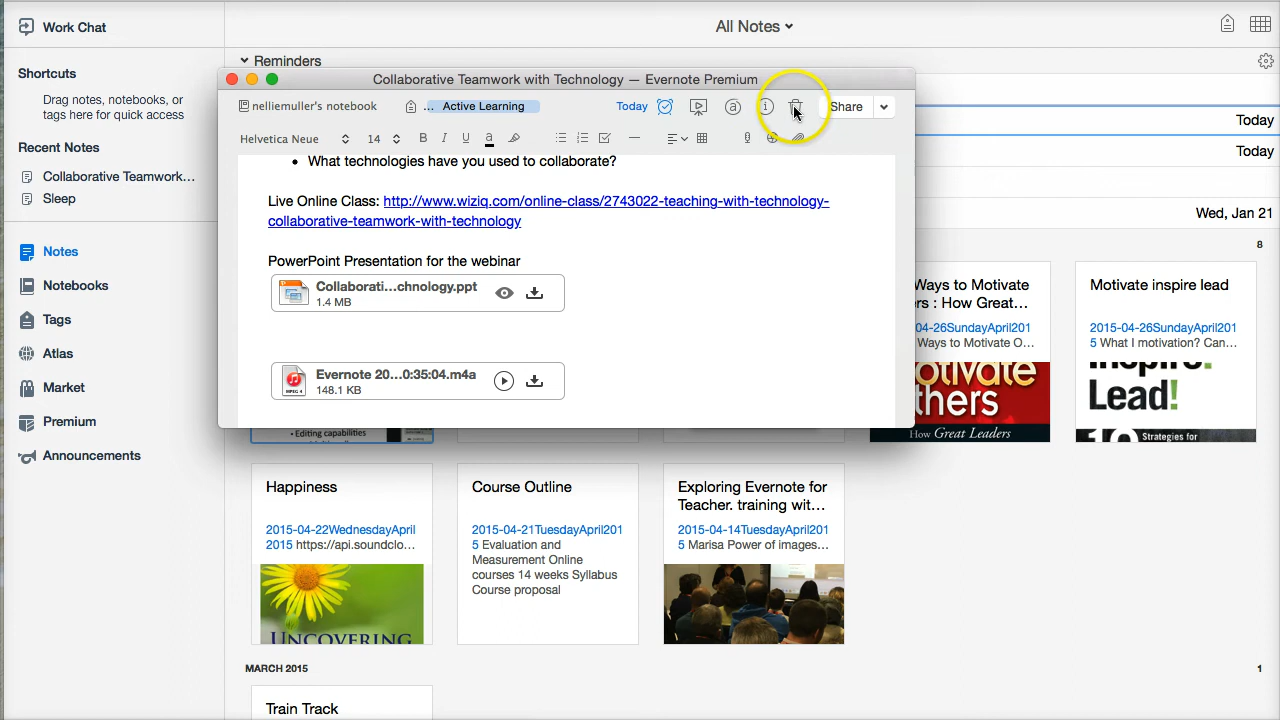 Work Chat
All Notes
Shortcuts
Drag notes, notebooks, or
tags here for quick access
Recent Notes
Collaborative Teamwork...
Sleep
Notes
Notebooks
Tags
Atlas
Market
Premium
Announcements
Reminders
Today
Today
Wed, Jan 21
8
Collaborative Teamwork with Technology — Evernote Premium
nelliemuller's notebook
... Active Learning
Today
Share
Helvetica Neue 14 B I U a
• What technologies have you used to collaborate?
Live Online Class: http://www.wiziq.com/online-class/2743022-teaching-with-technology-
collaborative-teamwork-with-technology
PowerPoint Presentation for the webinar
Collaborati...chnology.ppt
1.4 MB
Evernote 20...0:35:04.m4a
148.1 KB
MPEG 4
• Editing capabilities
Ways to Motivate
ers : How Great...
04-26SundayApril201
Ways to Motivate O...
otivate
thers
How Great Leaders
Motivate inspire lead
2015-04-26SundayApril201
5 What I motivation? Can...
Inspire!
Lead!
10 Strategies for
Happiness
2015-04-22WednesdayApril
2015 https://api.soundclo...
UNCOVERING
Course Outline
2015-04-21TuesdayApril201
5 Evaluation and
Measurement Online
courses 14 weeks Syllabus
Course proposal
Exploring Evernote for
Teacher. training wit...
2015-04-14TuesdayApril201
5 Marisa Power of images...
MARCH 2015
1
Train Track